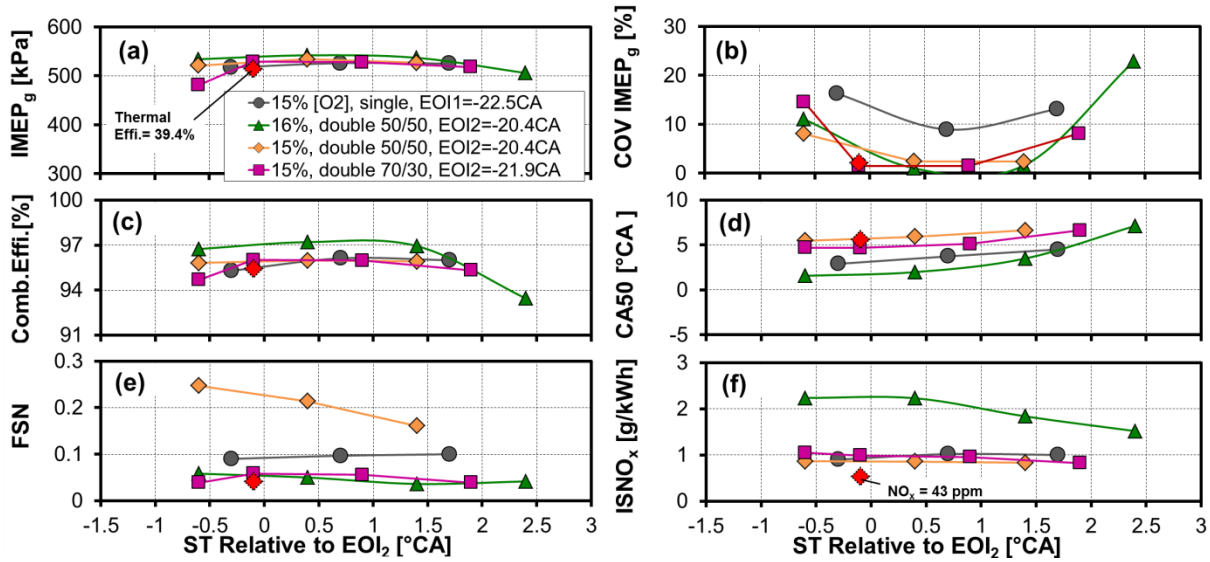 600
500
400
300
IMEPg [kPa]
(a)
Thermal
Effi.= 39.4%
15% [O2], single, EOI1=-22.5CA
16%, double 50/50, EOI2=-20.4CA
15%, double 50/50, EOI2=-20.4CA
15%, double 70/30, EOI2=-21.9CA
30
20
10
0
COV IMEPg [%]
(b)
100
97
94
91
Comb.Effi.[%]
(c)
10
5
0
-5
CA50 [°CA]
(d)
0.3
0.2
0.1
0
FSN
(e)
-1.5 -1 -0.5 0 0.5 1 1.5 2 2.5 3
ST Relative to EOI₂ [°CA]
3
2
1
0
ISNOₓ [g/kWh]
(f)
NOₓ = 43 ppm
-1.5 -1 -0.5 0 0.5 1 1.5 2 2.5 3
ST Relative to EOI₂ [°CA]